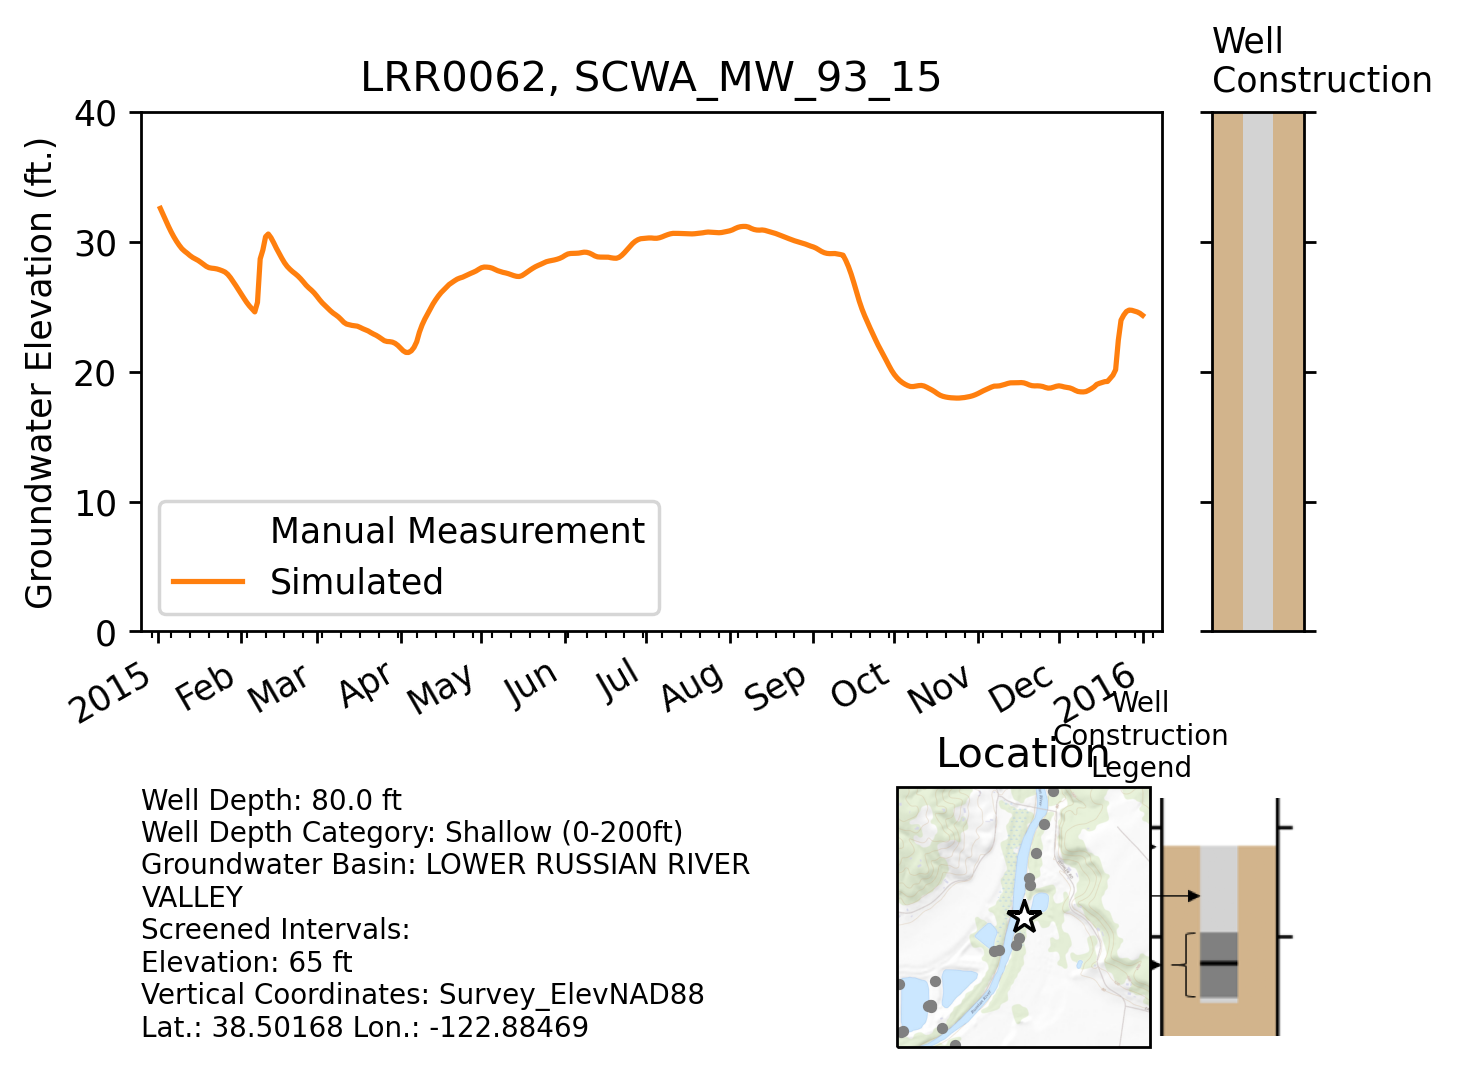 Well
Construction
LRR0062, SCWA_MW_93_15
Groundwater Elevation (ft.)
40
30
20
10
0
Manual Measurement
Simulated
2015 Feb Mar Apr May Jun Jul Aug Sep Oct Nov Dec 2016
Well
Construction
Legend
Location
Well Depth: 80.0 ft
Well Depth Category: Shallow (0-200ft)
Groundwater Basin: LOWER RUSSIAN RIVER
VALLEY
Screened Intervals:
Elevation: 65 ft
Vertical Coordinates: Survey_ElevNAD88
Lat.: 38.50168 Lon.: -122.88469